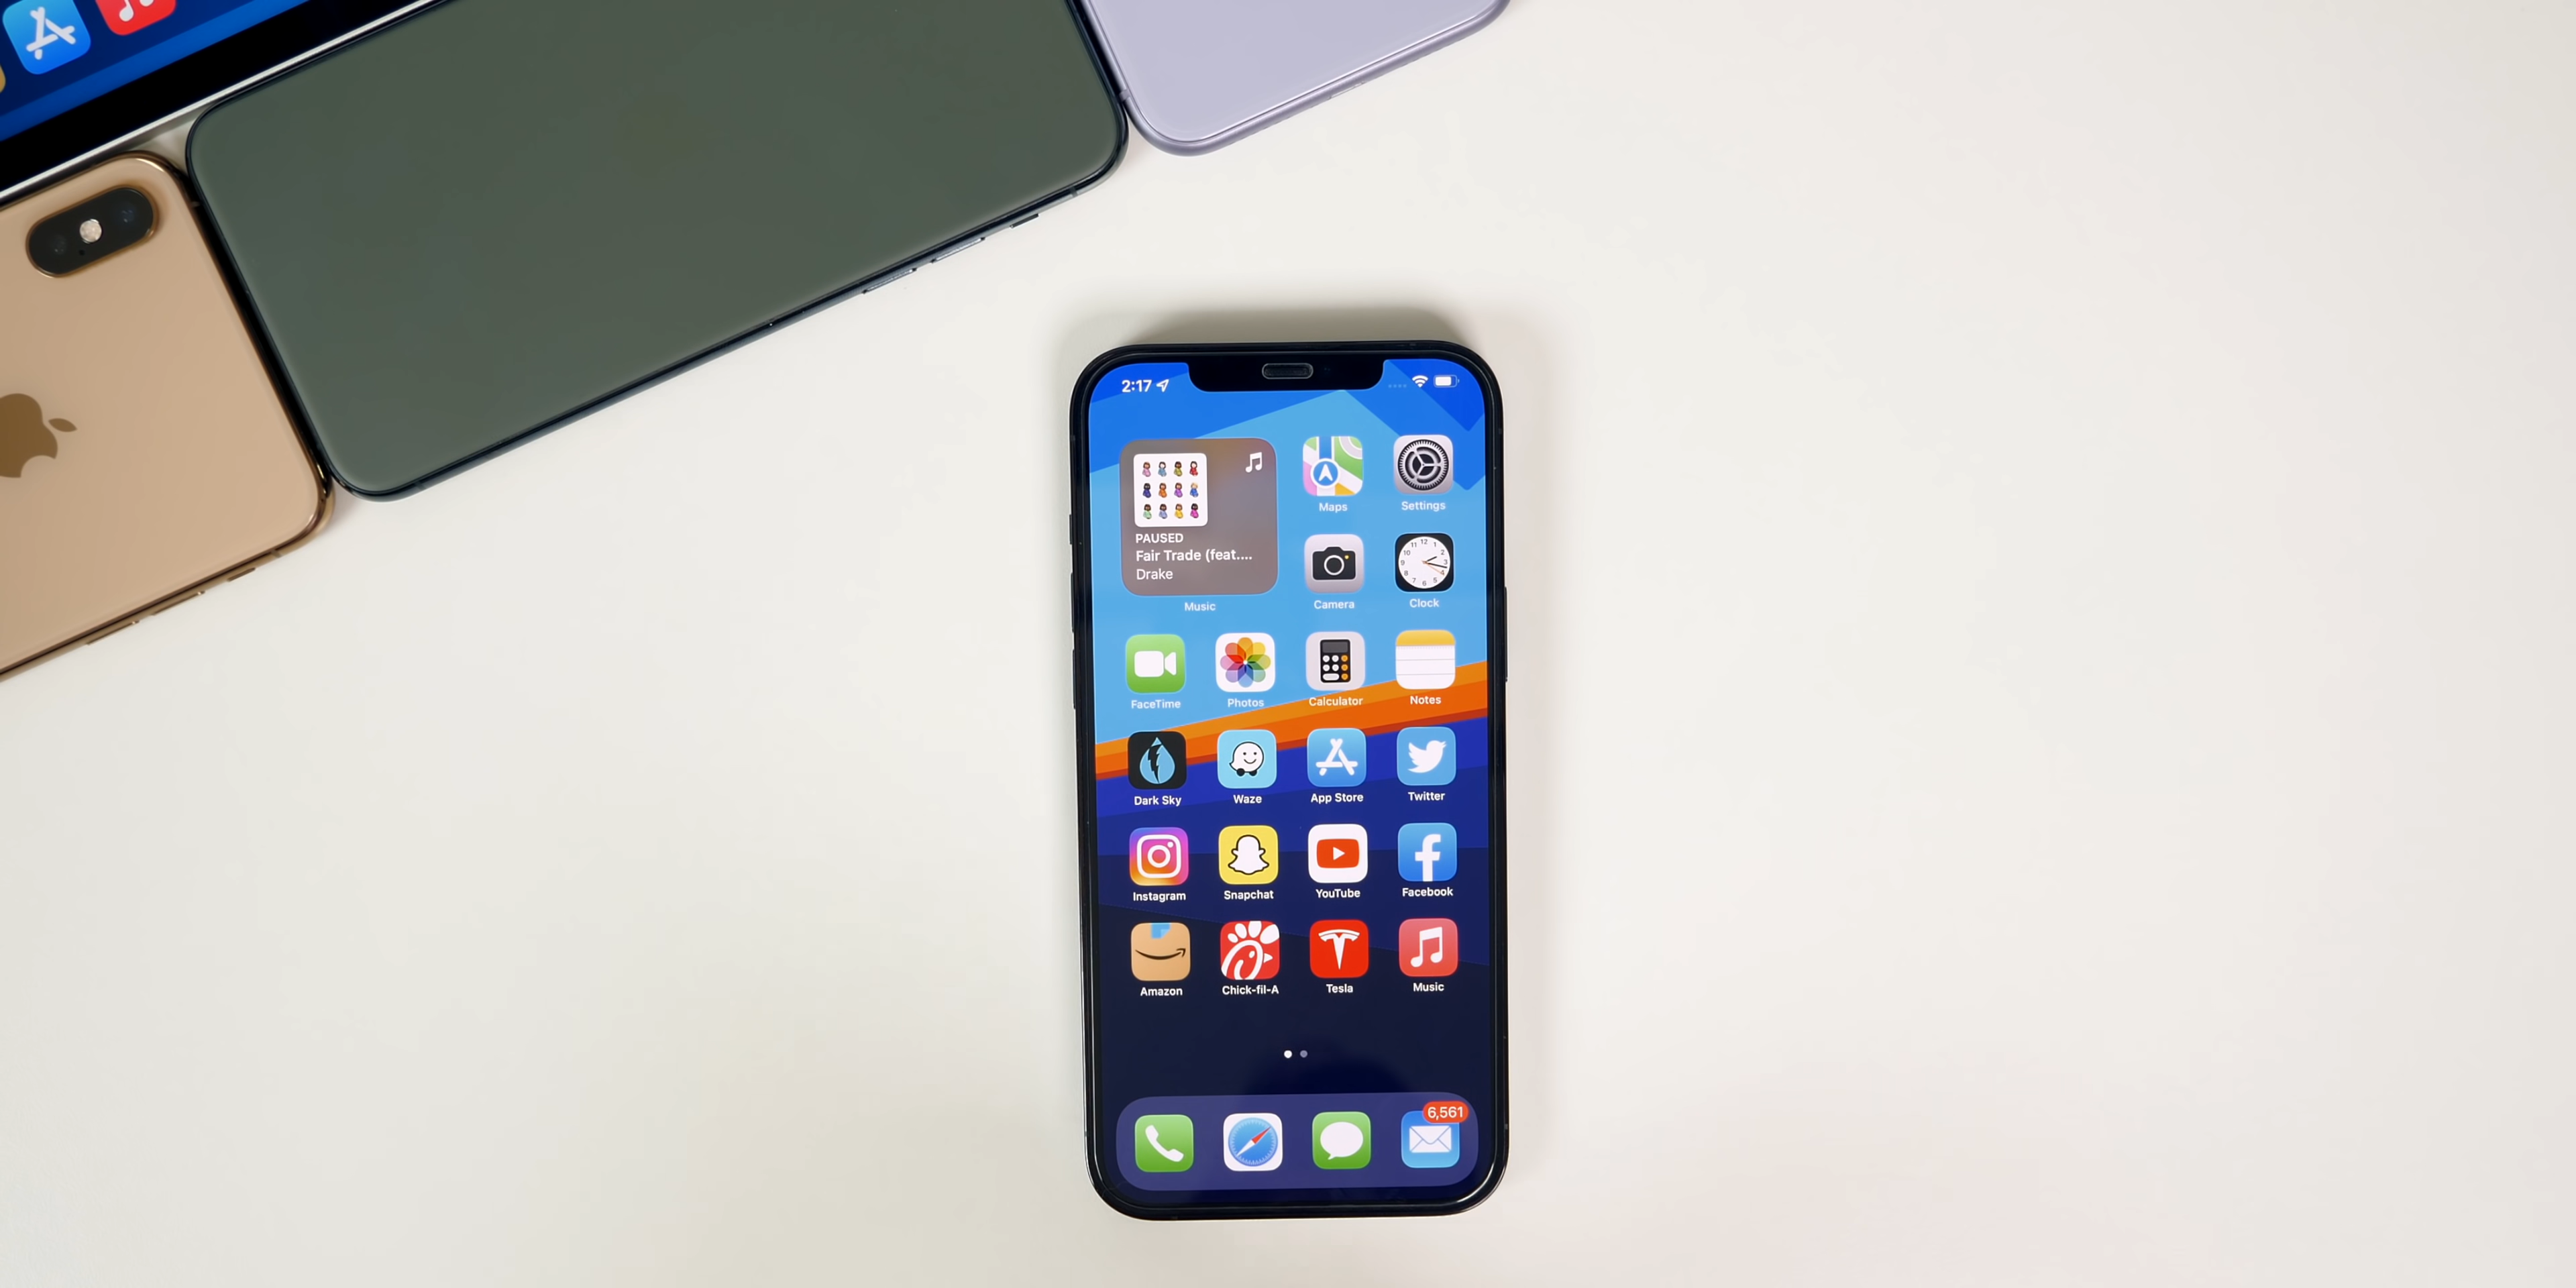 2:17
PAUSED
Fair Trade (feat....
Drake
Music
Maps
Settings
Camera
Clock
FaceTime
Photos
Calculator
Notes
Dark Sky
Waze
App Store
Twitter
Instagram
Snapchat
YouTube
Facebook
Amazon
Chick-fil-A
Tesla
Music
6,561